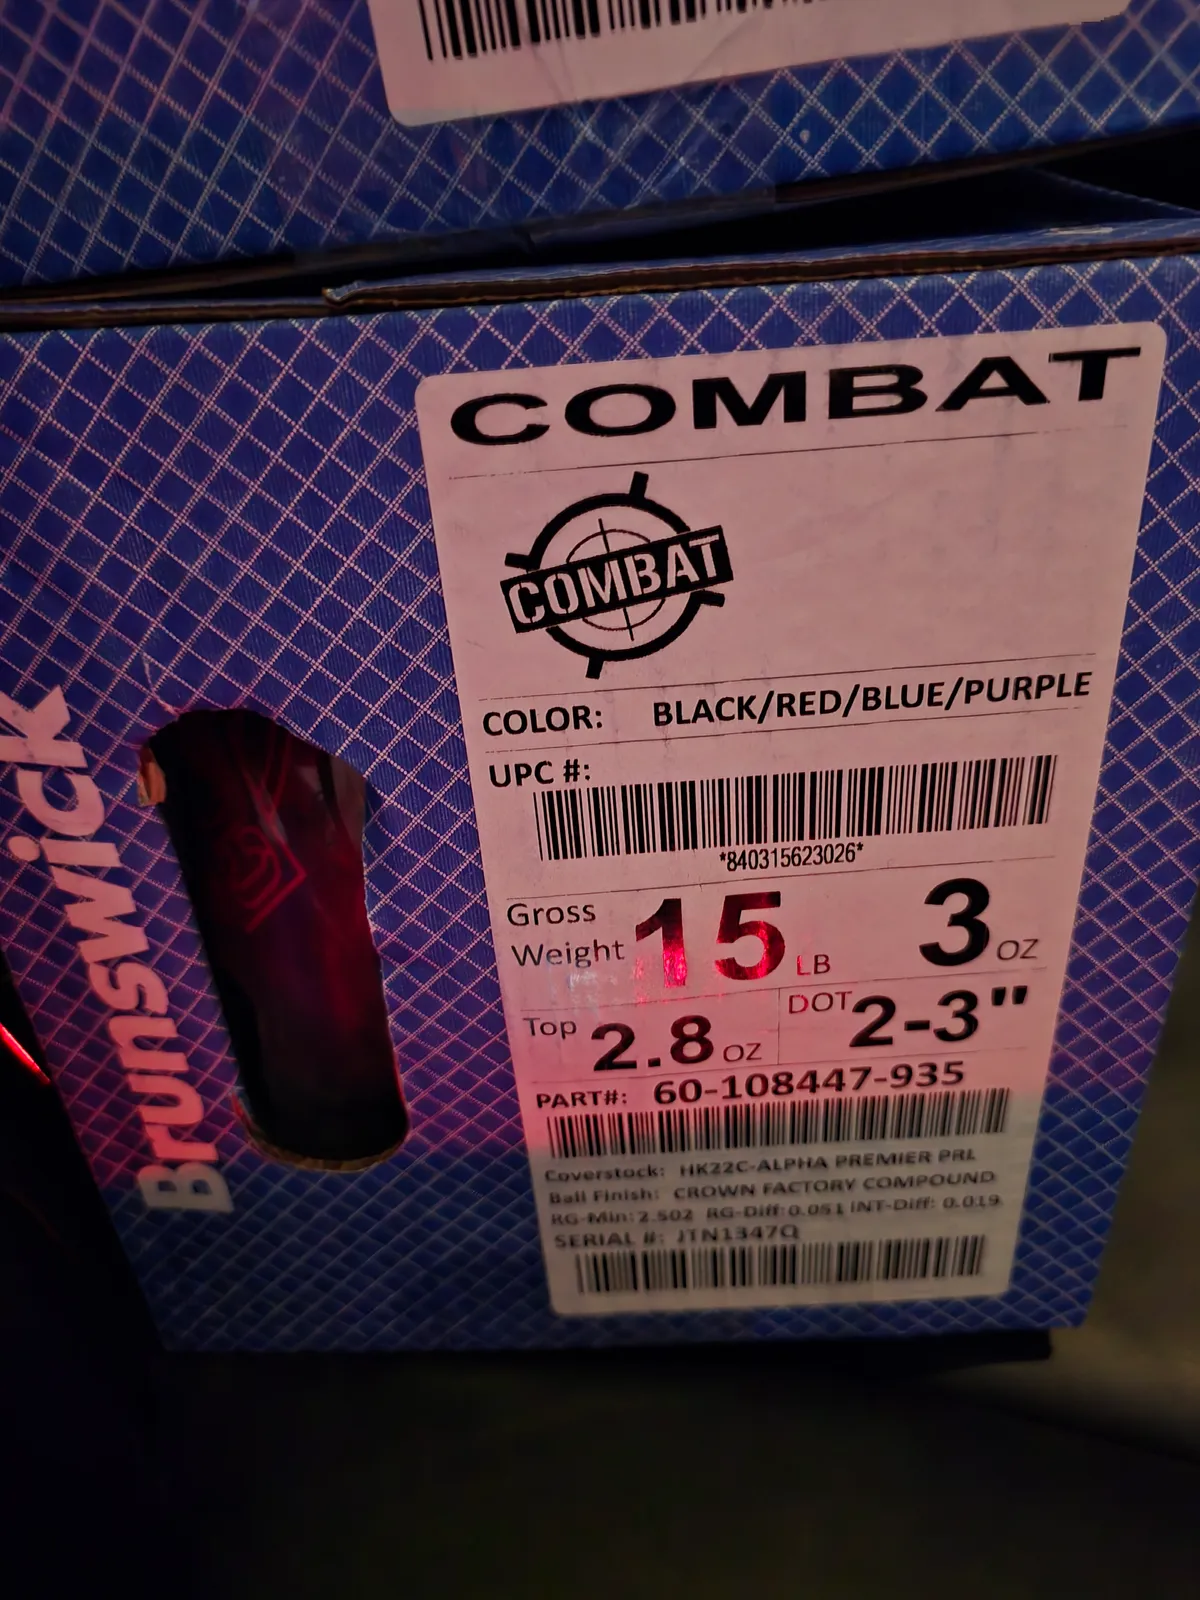 COMBAT
COMBAT
COLOR: BLACK/RED/BLUE/PURPLE
UPC #:
*840315623026*
Gross Weight 15 LB 3 OZ
Top 2.8 OZ DOT 2-3"
PART#: 60-108447-935
Coverstock: HK22C-ALPHA PREMIER PRL
Ball Finish: CROWN FACTORY COMPOUND
RG-Min: 2.502 RG-Diff: 0.051 INT-Diff: 0.019
SERIAL #: JTN1347Q
Brunswick